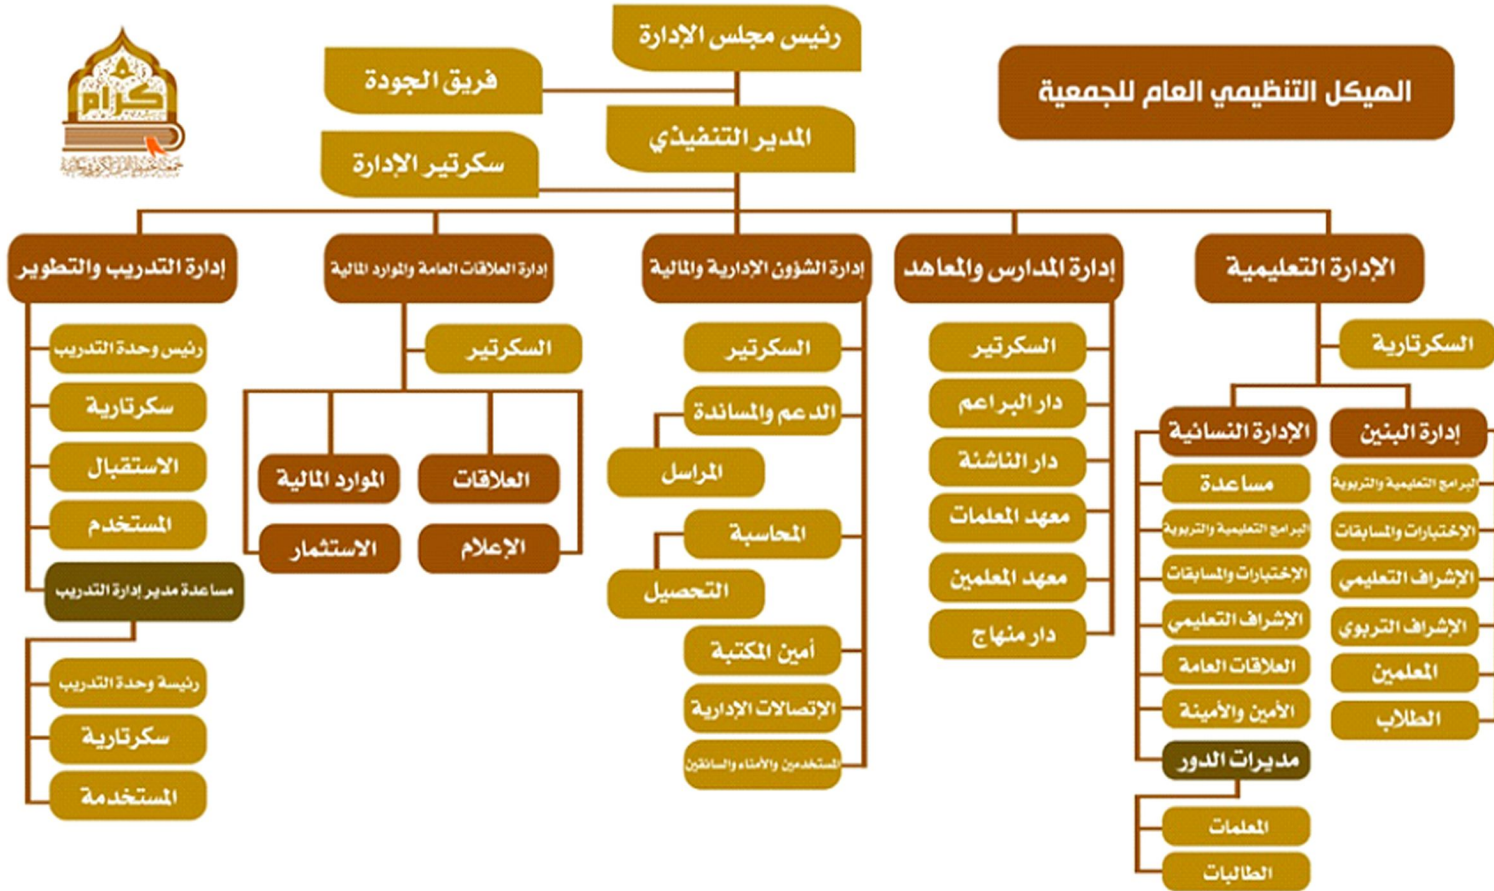 الهيكل التنظيمي العام للجمعية
كرام
رئيس مجلس الإدارة
فريق الجودة
المدير التنفيذي
سكرتير الإدارة
الإدارة التعليمية
السكرتارية
إدارة البنين
البرامج التعليمية والتربوية
الإختبارات والمسابقات
الإشراف التعليمي
الإشراف التربوي
المعلمين
الطلاب
الإدارة النسائية
مساعدة
البرامج التعليمية والتربوية
الإختبارات والمسابقات
الإشراف التعليمي
العلاقات العامة
الأمين والأمينة
مديرات الدور
المعلمات
الطالبات
إدارة المدارس والمعاهد
السكرتير
دار البراعم
دار الناشئة
معهد المعلمات
معهد المعلمين
دار منهاج
إدارة الشؤون الإدارية والمالية
السكرتير
الدعم والمساندة
المراسل
المحاسبة
التحصيل
أمين المكتبة
الإتصالات الإدارية
المستخدمين والأمناء والسائقين
إدارة العلاقات العامة والموارد المالية
السكرتير
العلاقات
الموارد المالية
الإعلام
الاستثمار
إدارة التدريب والتطوير
رئيس وحدة التدريب
سكرتارية
الاستقبال
المستخدم
مساعدة مدير إدارة التدريب
رئيسة وحدة التدريب
سكرتارية
المستخدمة